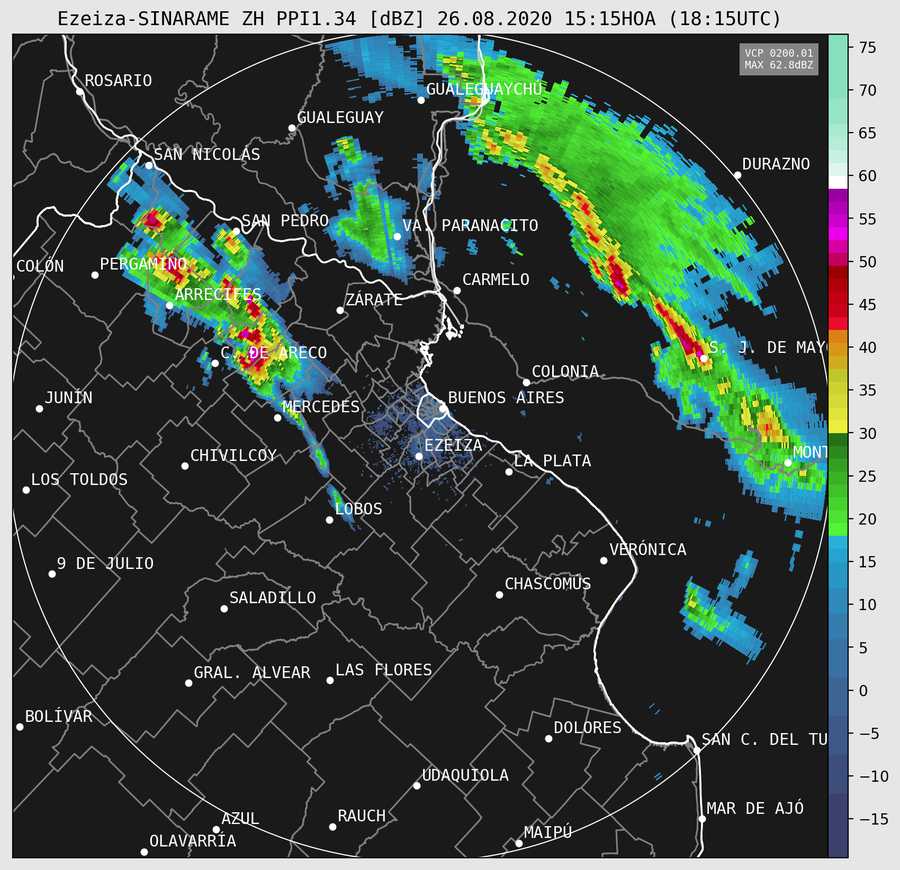 Ezeiza-SINARAME ZH PPI1.34 [dBZ] 26.08.2020 15:15HOA (18:15UTC)
VCP 0200.01
MAX 62.8dBZ
75
70
65
60
55
50
45
40
35
30
25
20
15
10
5
0
−5
−10
−15
ROSARIO
GUALEGUAYCHÚ
GUALEGUAY
SAN NICOLÁS
DURAZNO
SAN PEDRO
VA. PARANACITO
COLÓN
PERGAMINO
CARMELO
ARRECIFES
ZÁRATE
C. DE ARECO
S. J. DE MAY
COLONIA
JUNÍN
MERCEDES
BUENOS AIRES
CHIVILCOY
EZEIZA
LA PLATA
MONT
LOS TOLDOS
LOBOS
9 DE JULIO
VERÓNICA
CHASCOMÚS
SALADILLO
GRAL. ALVEAR
LAS FLORES
BOLÍVAR
DOLORES
SAN C. DEL TU
UDAQUIOLA
AZUL
RAUCH
MAR DE AJÓ
OLAVARRÍA
MAIPÚ